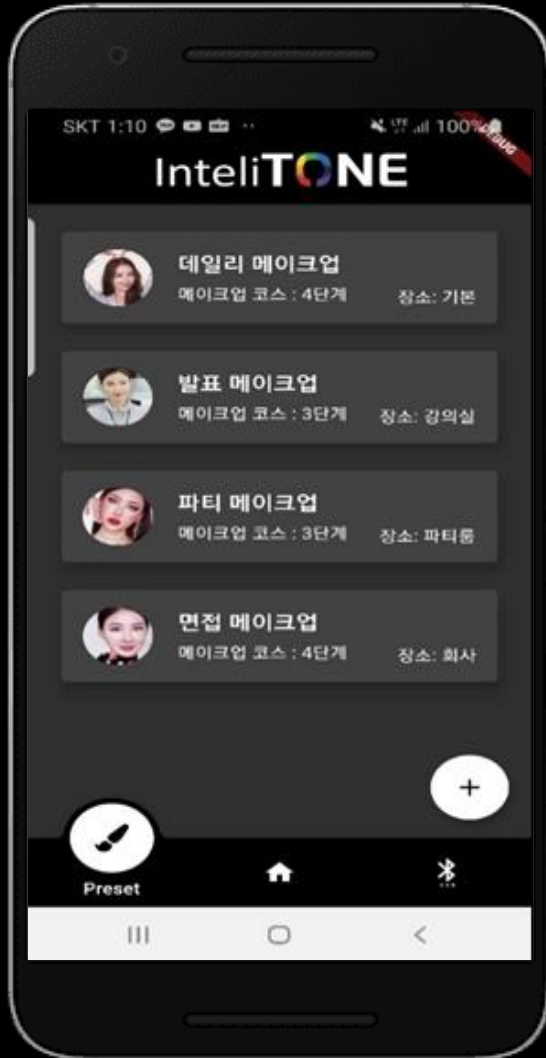 SKT 1:10
LTE
100%
DEBUG
InteliTONE
데일리 메이크업
메이크업 코스 : 4단계
장소: 기본
발표 메이크업
메이크업 코스 : 3단계
장소: 강의실
파티 메이크업
메이크업 코스 : 3단계
장소: 파티룸
면접 메이크업
메이크업 코스 : 4단계
장소: 회사
+
Preset